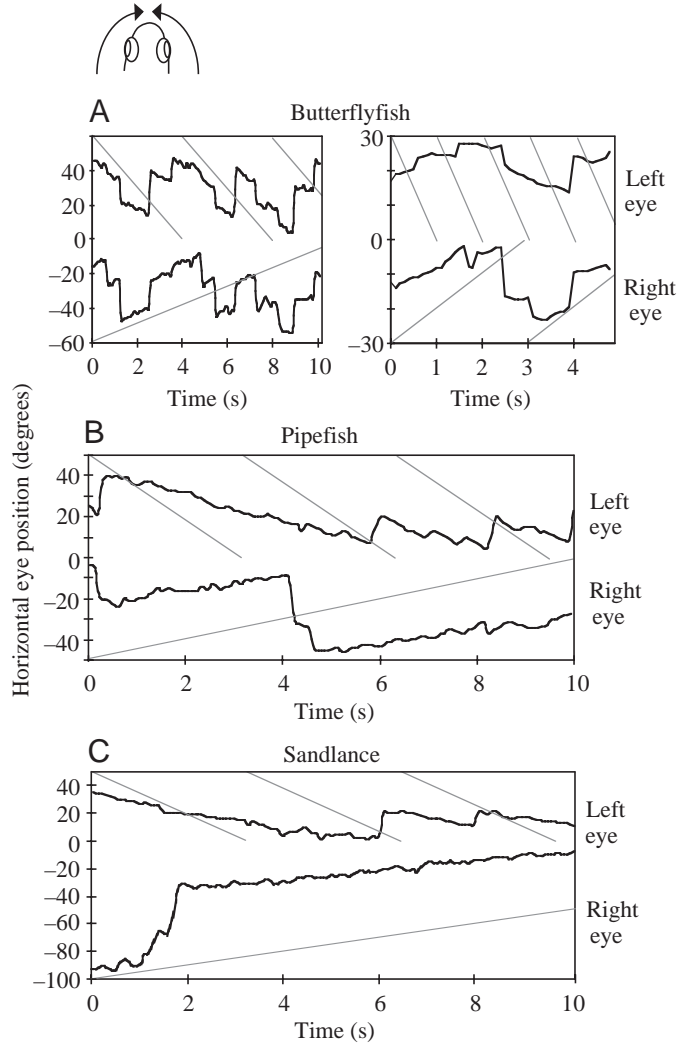 A
Butterflyfish
40
20
0
–20
–40
–60
0 2 4 6 8 10
Time (s)
30
0
–30
0 1 2 3 4
Time (s)
Left
eye
Right
eye
Horizontal eye position (degrees)
B
Pipefish
40
20
0
–20
–40
0 2 4 6 8 10
Time (s)
Left
eye
Right
eye
C
Sandlance
40
20
0
–20
–40
–60
–80
–100
0 2 4 6 8 10
Time (s)
Left
eye
Right
eye